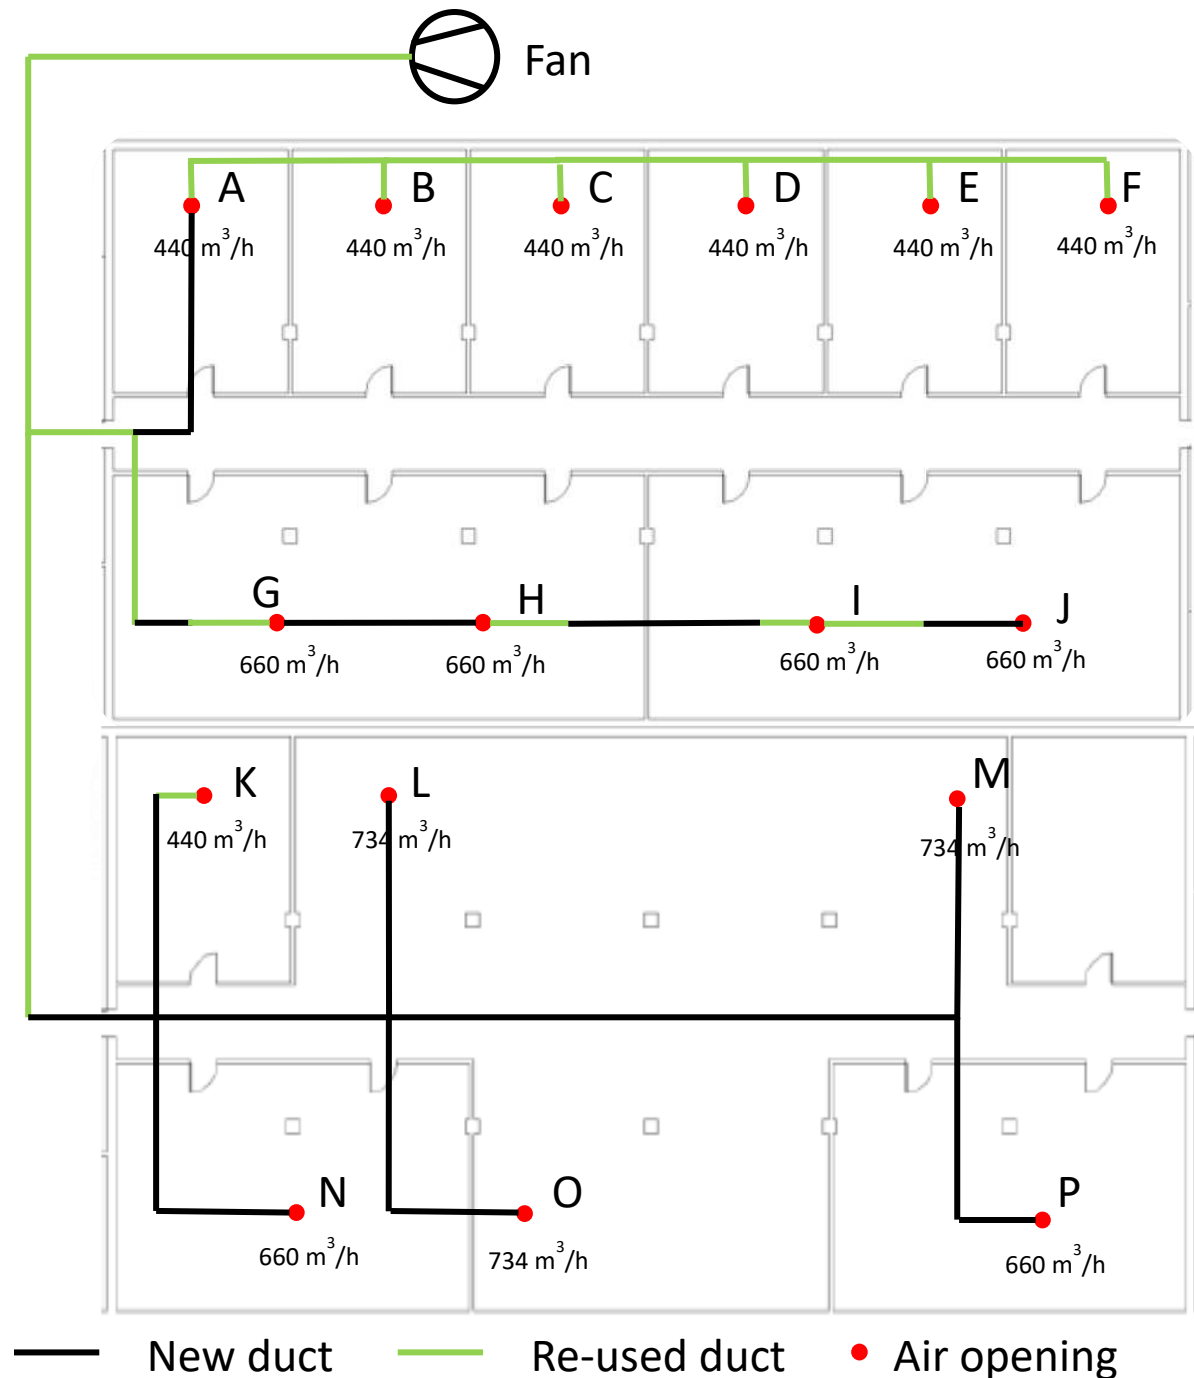 Fan
A B C D E F
440 m³/h 440 m³/h 440 m³/h 440 m³/h 440 m³/h 440 m³/h
G H I J
660 m³/h 660 m³/h 660 m³/h 660 m³/h
K L M
440 m³/h 734 m³/h 734 m³/h
N O P
660 m³/h 734 m³/h 660 m³/h
New duct Re-used duct Air opening